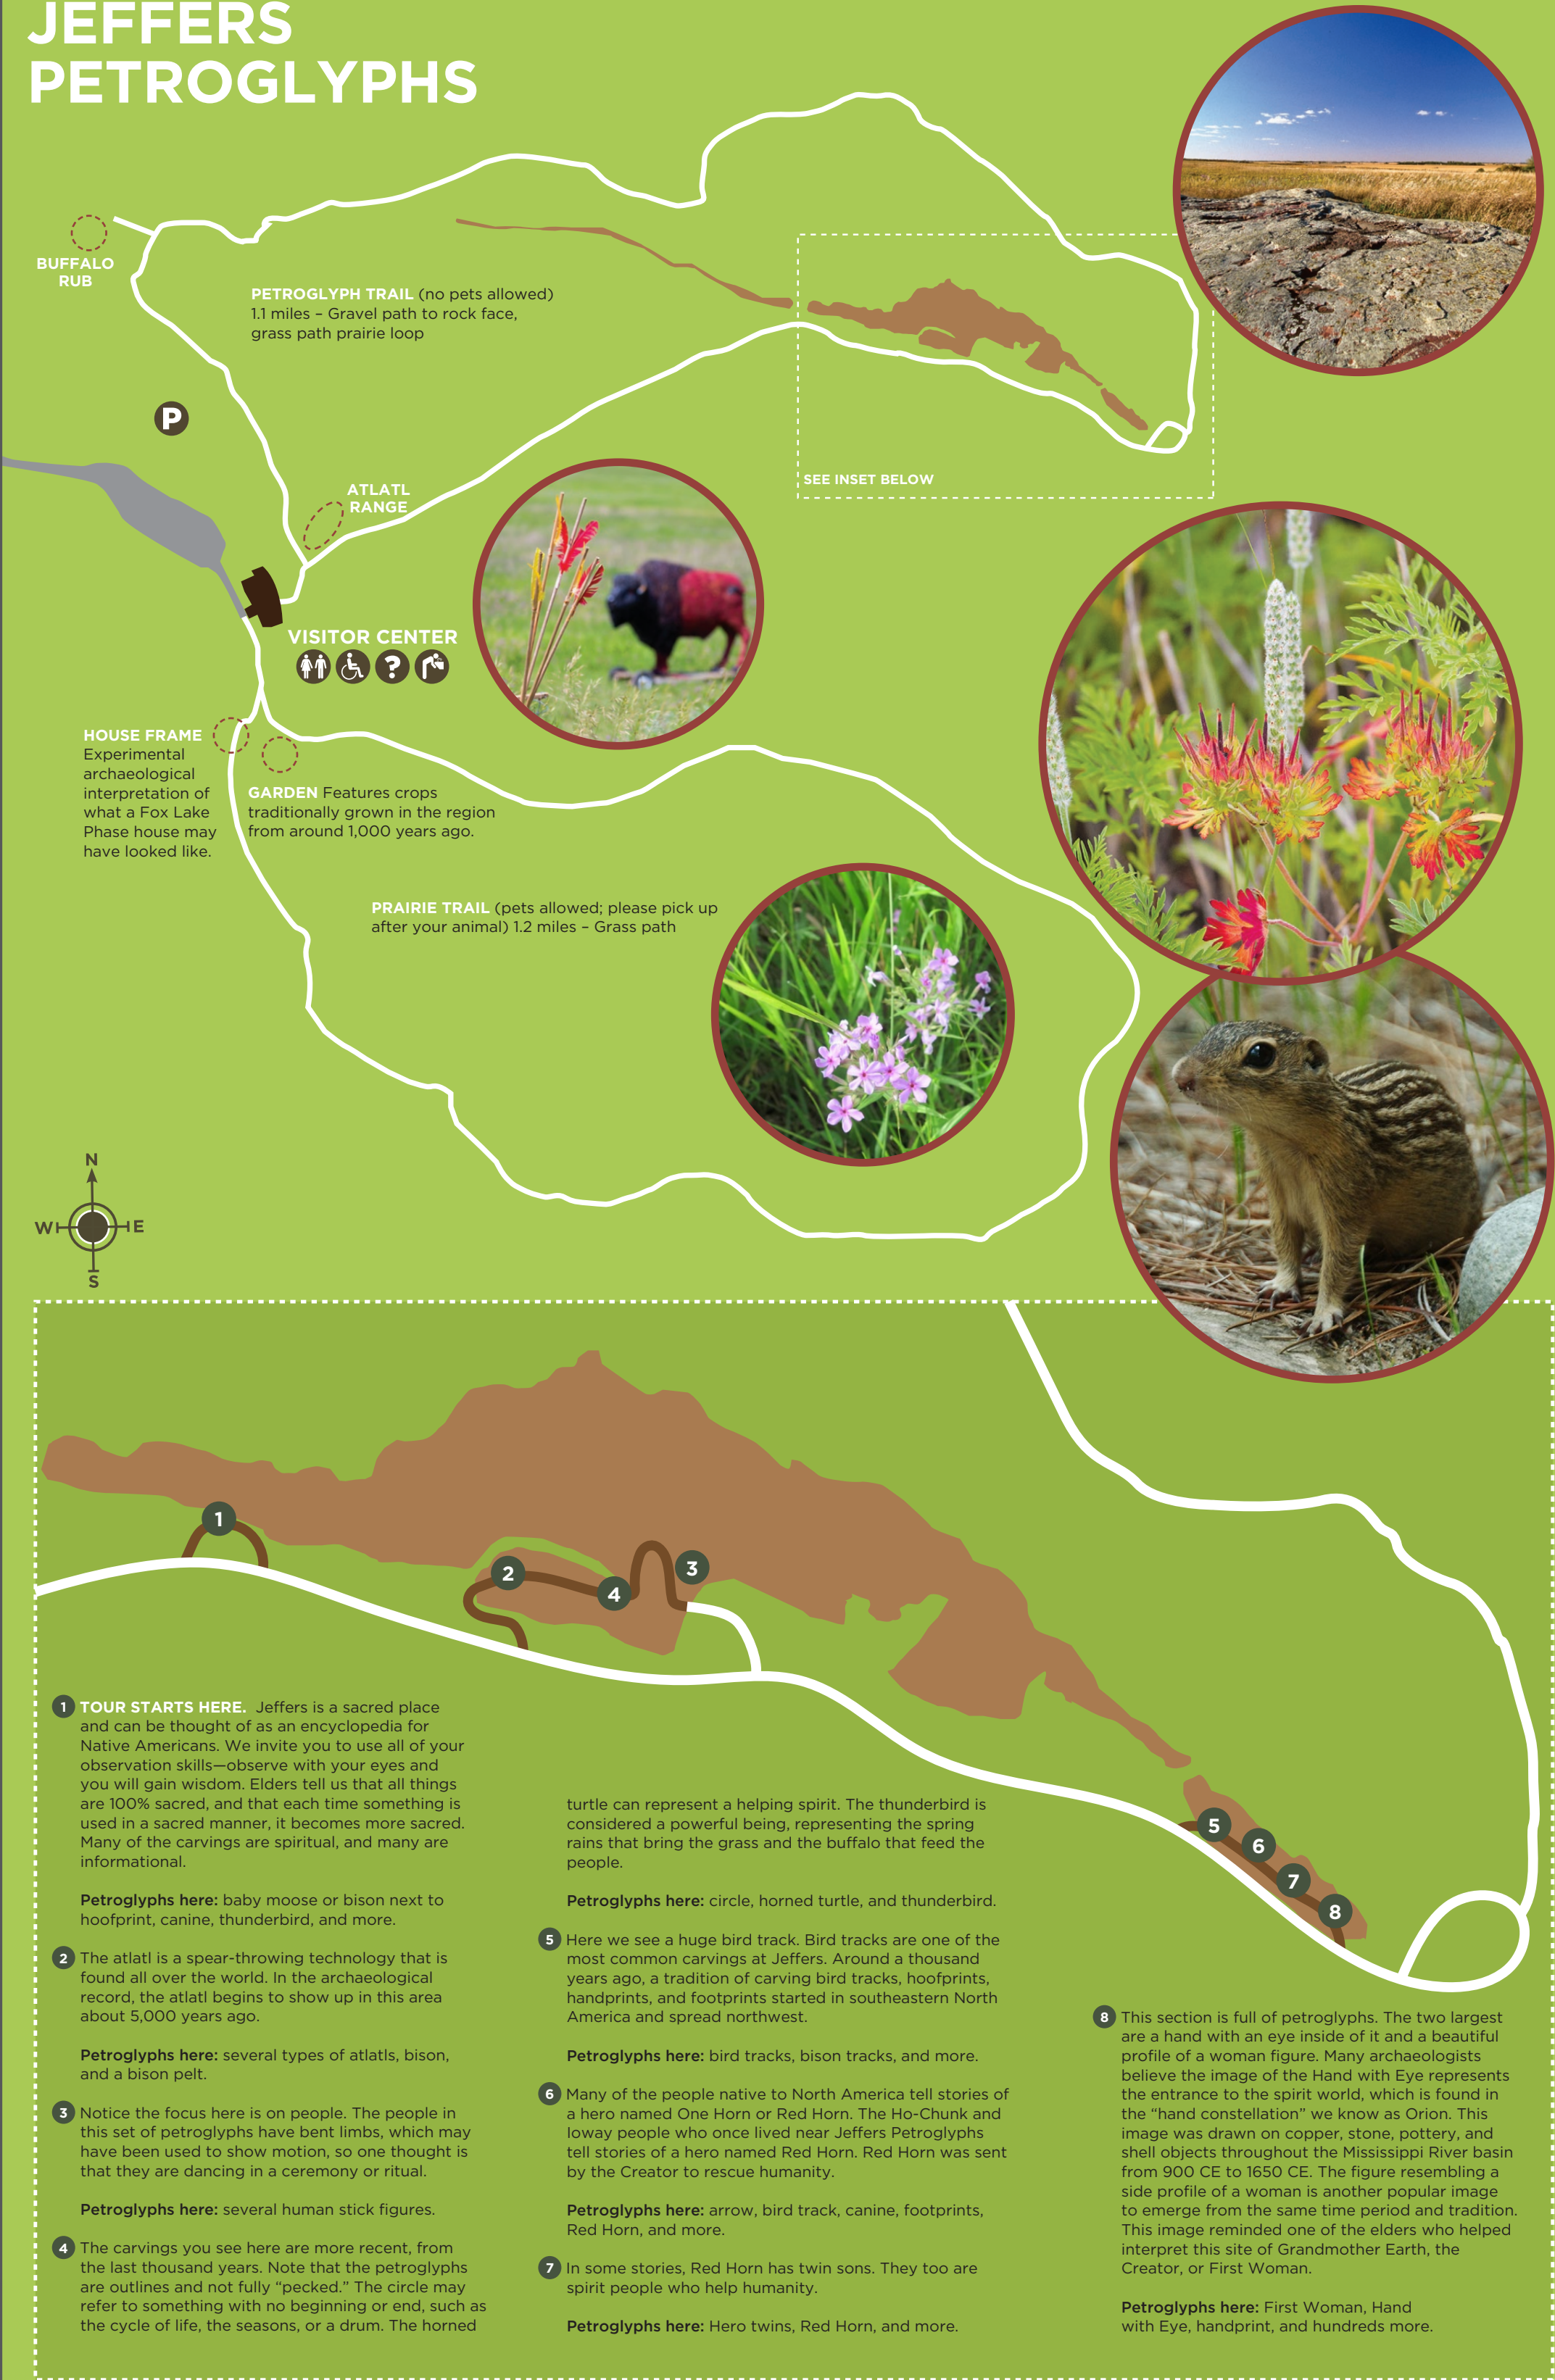 JEFFERS
PETROGLYPHS
BUFFALO
RUB
PETROGLYPH TRAIL (no pets allowed)
1.1 miles – Gravel path to rock face,
grass path prairie loop
P
SEE INSET BELOW
ATLATL
RANGE
VISITOR CENTER
?
HOUSE FRAME
Experimental
archaeological
interpretation of
what a Fox Lake
Phase house may
have looked like.
GARDEN Features crops
traditionally grown in the region
from around 1,000 years ago.
PRAIRIE TRAIL (pets allowed; please pick up
after your animal) 1.2 miles – Grass path
N
W E
S
1
2
3
4
5
6
7
8
1 TOUR STARTS HERE. Jeffers is a sacred place
and can be thought of as an encyclopedia for
Native Americans. We invite you to use all of your
observation skills—observe with your eyes and
you will gain wisdom. Elders tell us that all things
are 100% sacred, and that each time something is
used in a sacred manner, it becomes more sacred.
Many of the carvings are spiritual, and many are
informational.
Petroglyphs here: baby moose or bison next to
hoofprint, canine, thunderbird, and more.
2 The atlatl is a spear-throwing technology that is
found all over the world. In the archaeological
record, the atlatl begins to show up in this area
about 5,000 years ago.
Petroglyphs here: several types of atlatls, bison,
and a bison pelt.
3 Notice the focus here is on people. The people in
this set of petroglyphs have bent limbs, which may
have been used to show motion, so one thought is
that they are dancing in a ceremony or ritual.
Petroglyphs here: several human stick figures.
4 The carvings you see here are more recent, from
the last thousand years. Note that the petroglyphs
are outlines and not fully “pecked.” The circle may
refer to something with no beginning or end, such as
the cycle of life, the seasons, or a drum. The horned
turtle can represent a helping spirit. The thunderbird is
considered a powerful being, representing the spring
rains that bring the grass and the buffalo that feed the
people.
Petroglyphs here: circle, horned turtle, and thunderbird.
5 Here we see a huge bird track. Bird tracks are one of the
most common carvings at Jeffers. Around a thousand
years ago, a tradition of carving bird tracks, hoofprints,
handprints, and footprints started in southeastern North
America and spread northwest.
Petroglyphs here: bird tracks, bison tracks, and more.
6 Many of the people native to North America tell stories of
a hero named One Horn or Red Horn. The Ho-Chunk and
Ioway people who once lived near Jeffers Petroglyphs
tell stories of a hero named Red Horn. Red Horn was sent
by the Creator to rescue humanity.
Petroglyphs here: arrow, bird track, canine, footprints,
Red Horn, and more.
7 In some stories, Red Horn has twin sons. They too are
spirit people who help humanity.
Petroglyphs here: Hero twins, Red Horn, and more.
8 This section is full of petroglyphs. The two largest
are a hand with an eye inside of it and a beautiful
profile of a woman figure. Many archaeologists
believe the image of the Hand with Eye represents
the entrance to the spirit world, which is found in
the “hand constellation” we know as Orion. This
image was drawn on copper, stone, pottery, and
shell objects throughout the Mississippi River basin
from 900 CE to 1650 CE. The figure resembling a
side profile of a woman is another popular image
to emerge from the same time period and tradition.
This image reminded one of the elders who helped
interpret this site of Grandmother Earth, the
Creator, or First Woman.
Petroglyphs here: First Woman, Hand
with Eye, handprint, and hundreds more.